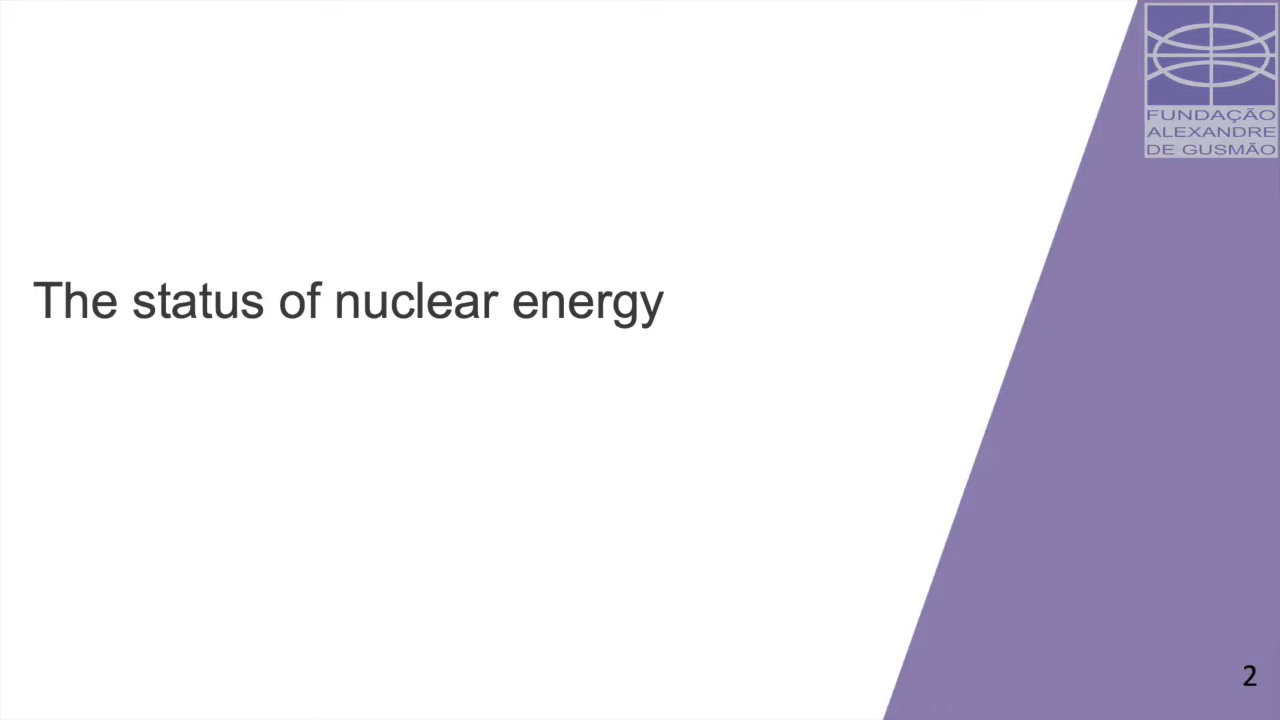 FUNDAÇÃO
ALEXANDRE
DE GUSMÃO
The status of nuclear energy
2